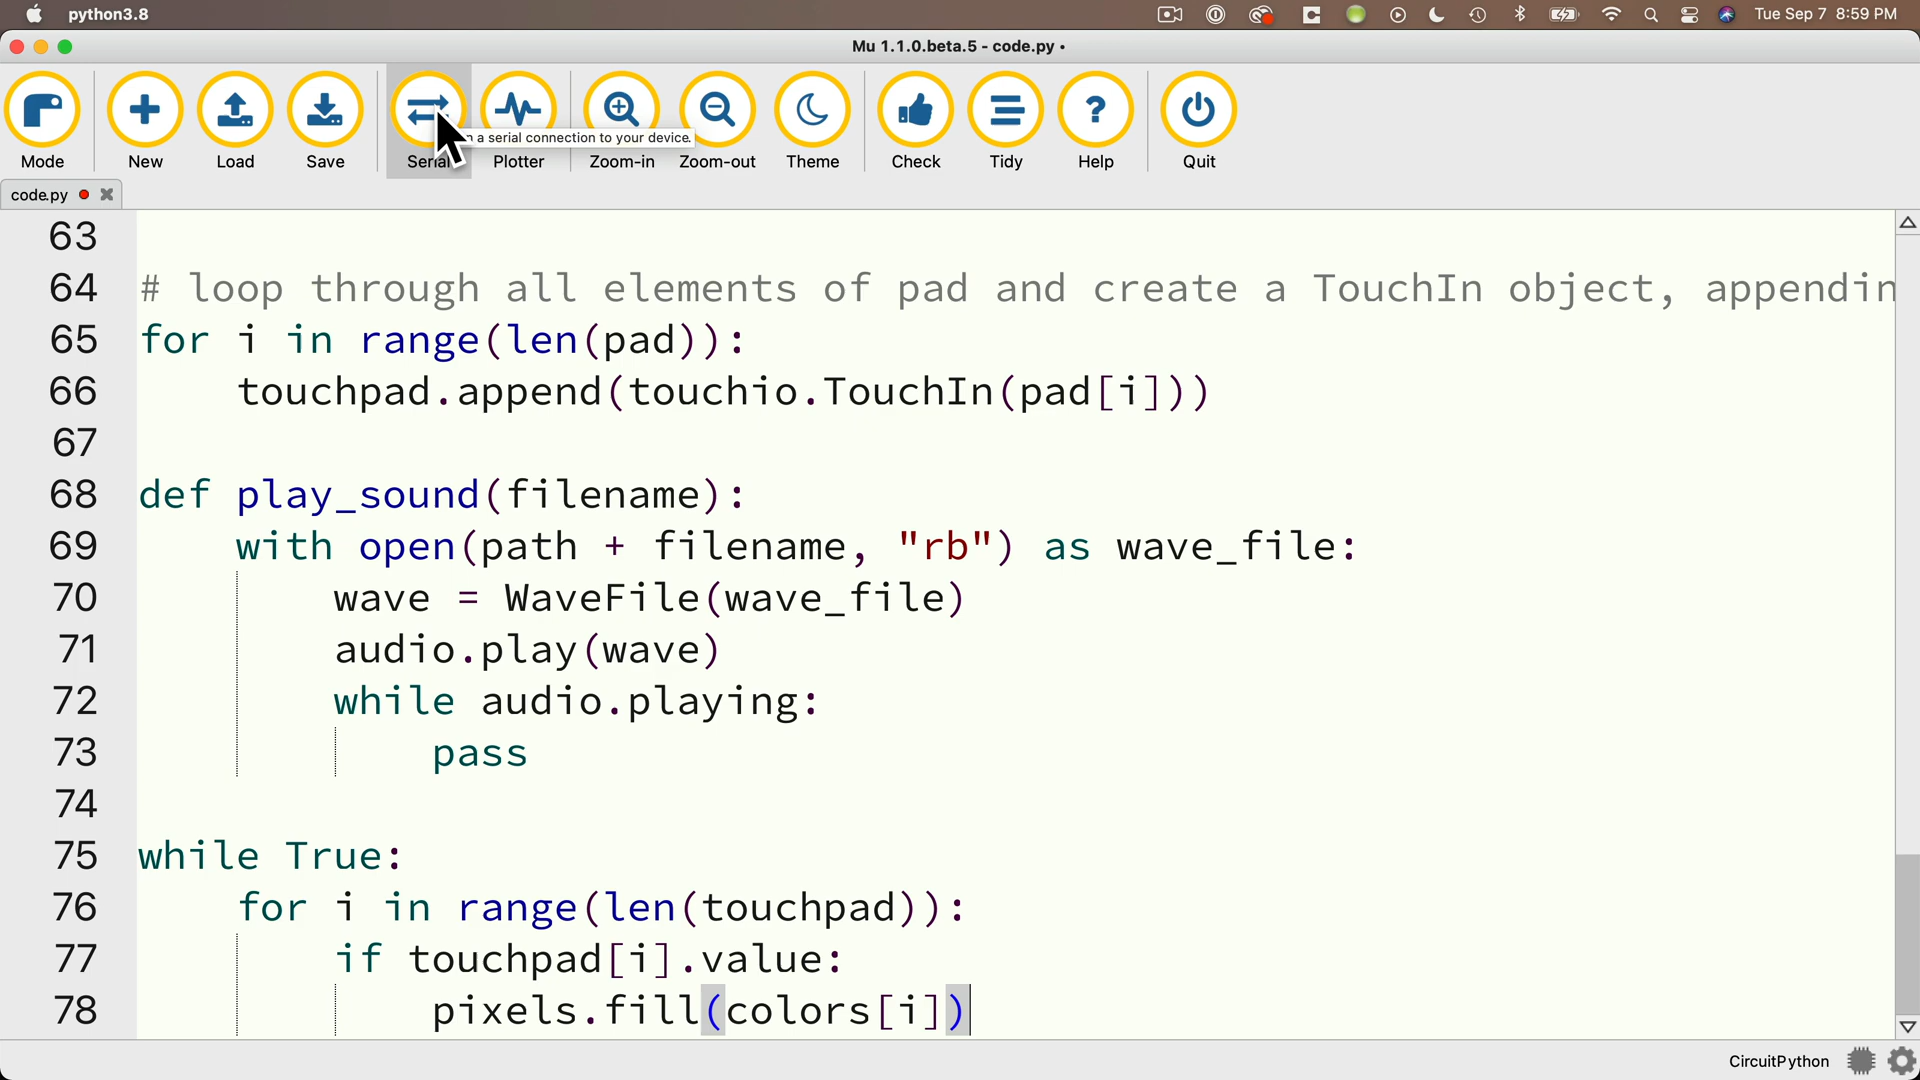 python3.8
Tue Sep 7 8:59 PM
Mu 1.1.0.beta.5 - code.py •
a serial connection to your device.
Mode New Load Save Serial Plotter Zoom-in Zoom-out Theme Check Tidy Help Quit
code.py
63
64 # loop through all elements of pad and create a TouchIn object, appendin
65 for i in range(len(pad)):
66 touchpad.append(touchio.TouchIn(pad[i]))
67
68 def play_sound(filename):
69 with open(path + filename, "rb") as wave_file:
70 wave = WaveFile(wave_file)
71 audio.play(wave)
72 while audio.playing:
73 pass
74
75 while True:
76 for i in range(len(touchpad)):
77 if touchpad[i].value:
78 pixels.fill(colors[i])
CircuitPython